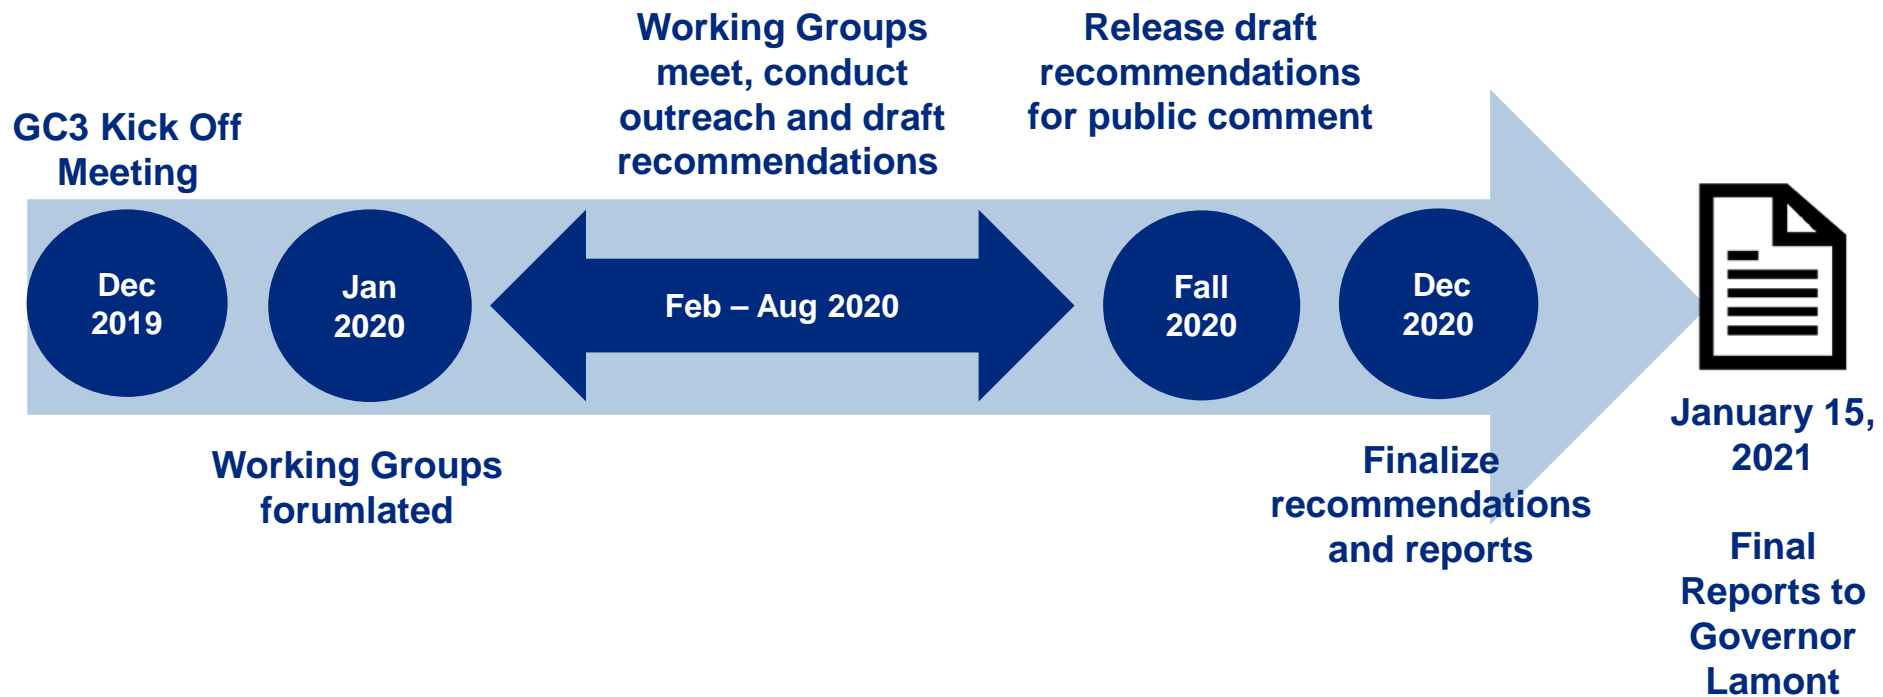 GC3 Kick Off
Meeting
Dec
2019
Jan
2020
Working Groups
forumlated
Working Groups
meet, conduct
outreach and draft
recommendations
Feb – Aug 2020
Release draft
recommendations
for public comment
Fall
2020
Dec
2020
Finalize
recommendations
and reports
January 15,
2021
Final
Reports to
Governor
Lamont